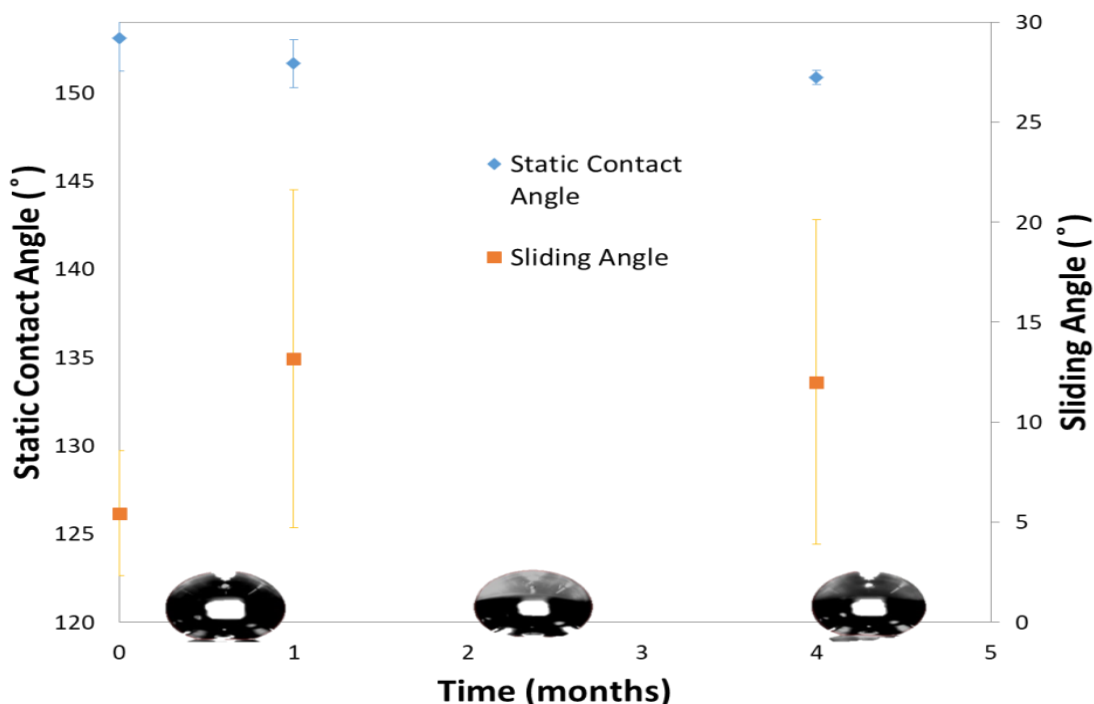 150
145
140
135
130
125
120
Static Contact Angle (˚)
Static Contact
Angle
Sliding Angle
30
25
20
15
10
5
0
Sliding Angle (˚)
0 1 2 3 4 5
Time (months)